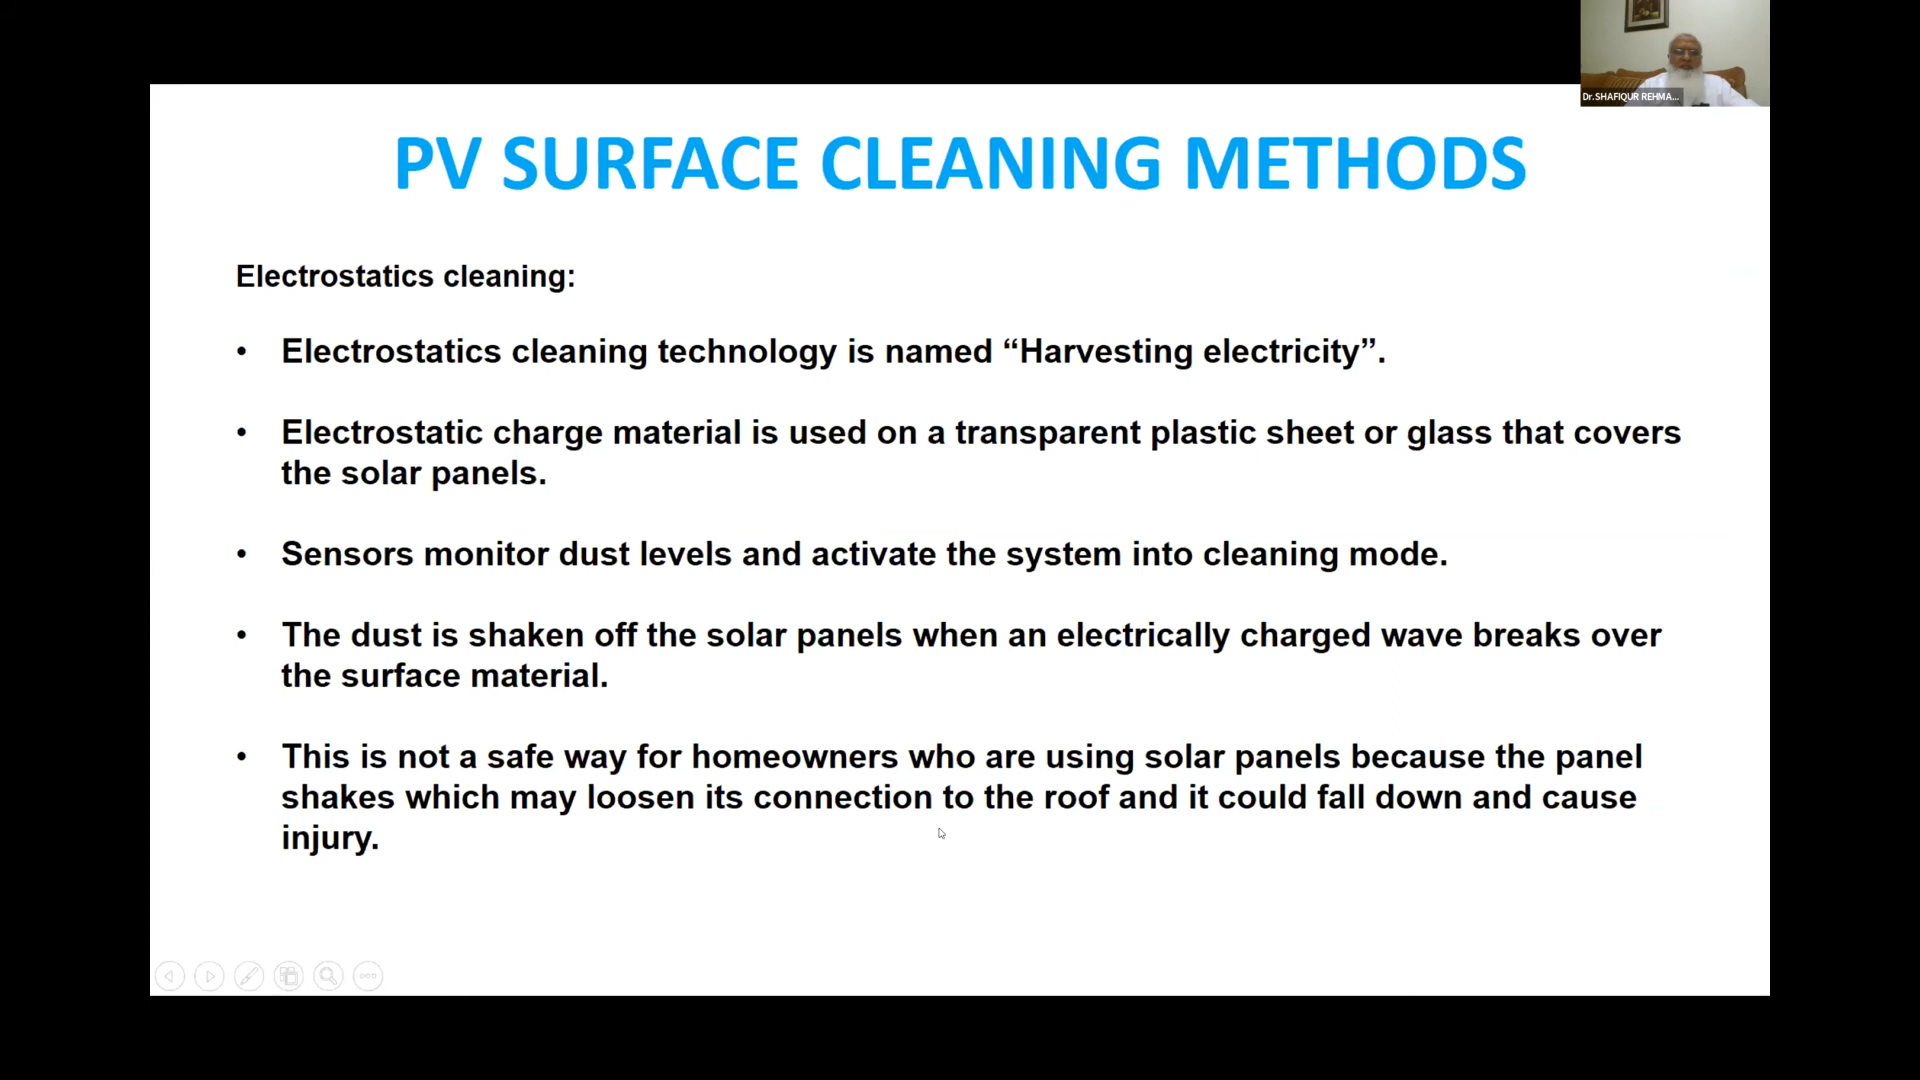 Dr.SHAFIQUR REHMA...
PV SURFACE CLEANING METHODS
Electrostatics cleaning:
• Electrostatics cleaning technology is named “Harvesting electricity”.
• Electrostatic charge material is used on a transparent plastic sheet or glass that covers
the solar panels.
• Sensors monitor dust levels and activate the system into cleaning mode.
• The dust is shaken off the solar panels when an electrically charged wave breaks over
the surface material.
• This is not a safe way for homeowners who are using solar panels because the panel
shakes which may loosen its connection to the roof and it could fall down and cause
injury.